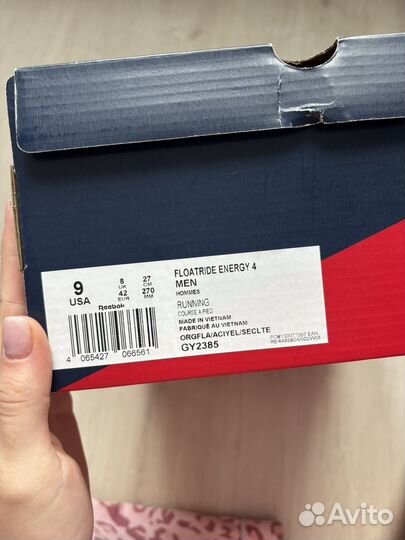 9
USA
8
UK
42
EUR
27
CM
270
MM
Reebok
4 065427 066561
FLOATRIDE ENERGY 4
MEN
HOMMES
RUNNING
COURSE À PIED
MADE IN VIETNAM
FABRIQUÉ AU VIETNAM
ORGFLA/ACIYEL/SECLTE
GY2385
Avito